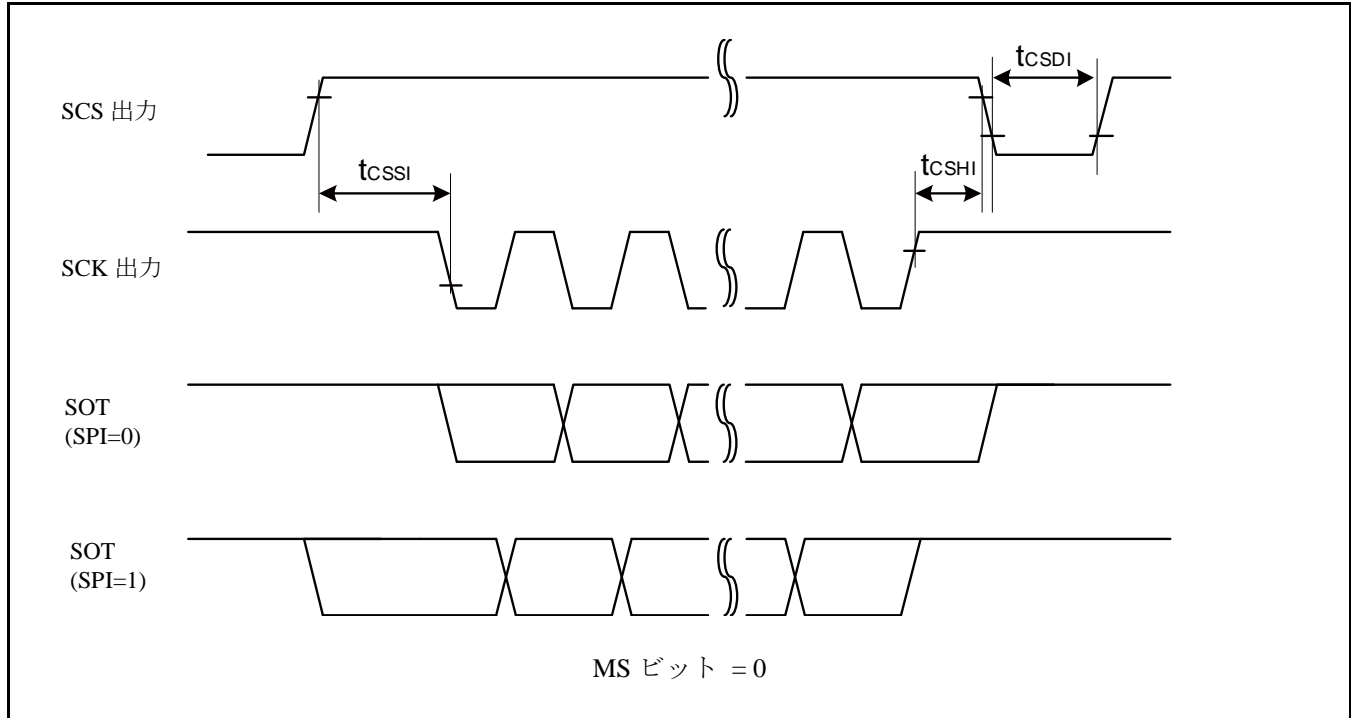 tCSDI
SCS 出力
tCSSI
tCSHI
SCK 出力
SOT
(SPI=0)
SOT
(SPI=1)
MS ビット = 0